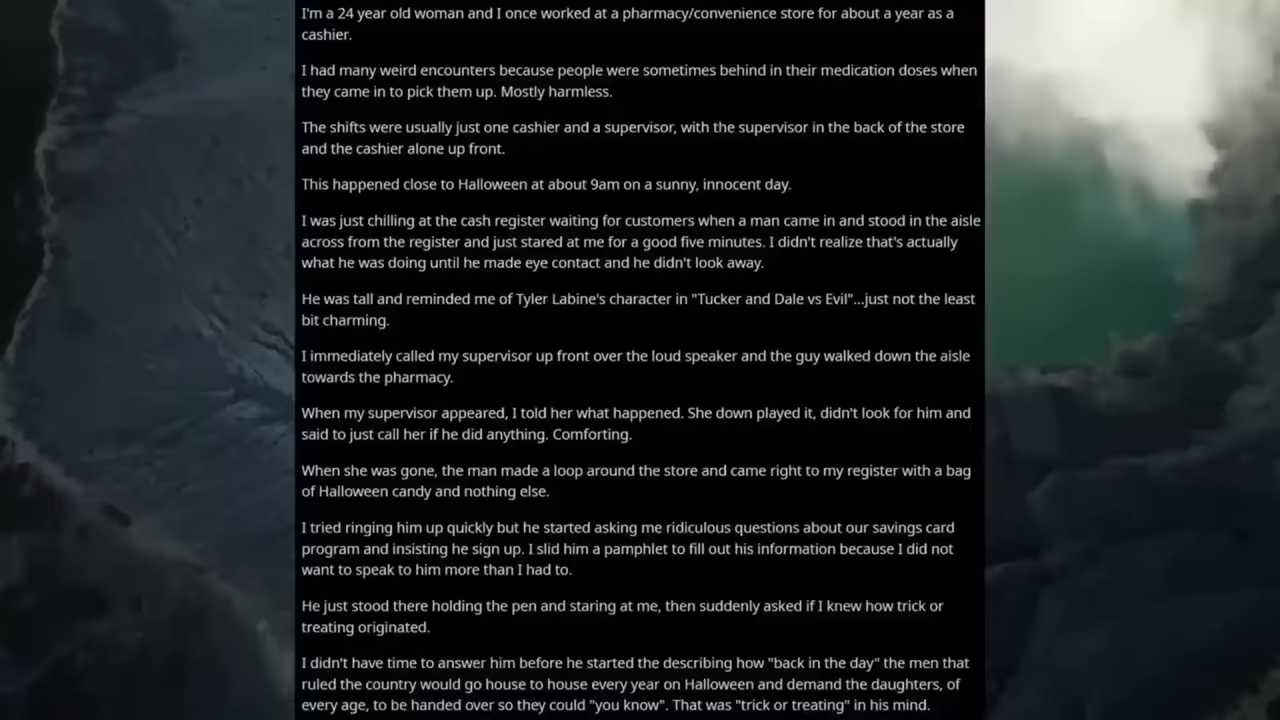 I'm a 24 year old woman and I once worked at a pharmacy/convenience store for about a year as a
cashier.
I had many weird encounters because people were sometimes behind in their medication doses when
they came in to pick them up. Mostly harmless.
The shifts were usually just one cashier and a supervisor, with the supervisor in the back of the store
and the cashier alone up front.
This happened close to Halloween at about 9am on a sunny, innocent day.
I was just chilling at the cash register waiting for customers when a man came in and stood in the aisle
across from the register and just stared at me for a good five minutes. I didn't realize that's actually
what he was doing until he made eye contact and he didn't look away.
He was tall and reminded me of Tyler Labine's character in "Tucker and Dale vs Evil"...just not the least
bit charming.
I immediately called my supervisor up front over the loud speaker and the guy walked down the aisle
towards the pharmacy.
When my supervisor appeared, I told her what happened. She down played it, didn't look for him and
said to just call her if he did anything. Comforting.
When she was gone, the man made a loop around the store and came right to my register with a bag
of Halloween candy and nothing else.
I tried ringing him up quickly but he started asking me ridiculous questions about our savings card
program and insisting he sign up. I slid him a pamphlet to fill out his information because I did not
want to speak to him more than I had to.
He just stood there holding the pen and staring at me, then suddenly asked if I knew how trick or
treating originated.
I didn't have time to answer him before he started the describing how "back in the day" the men that
ruled the country would go house to house every year on Halloween and demand the daughters, of
every age, to be handed over so they could "you know". That was "trick or treating" in his mind.